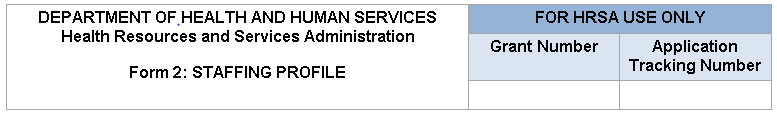 DEPARTMENT OF HEALTH AND HUMAN SERVICES
Health Resources and Services Administration
Form 2: STAFFING PROFILE
FOR HRSA USE ONLY
Grant Number
Application
Tracking Number